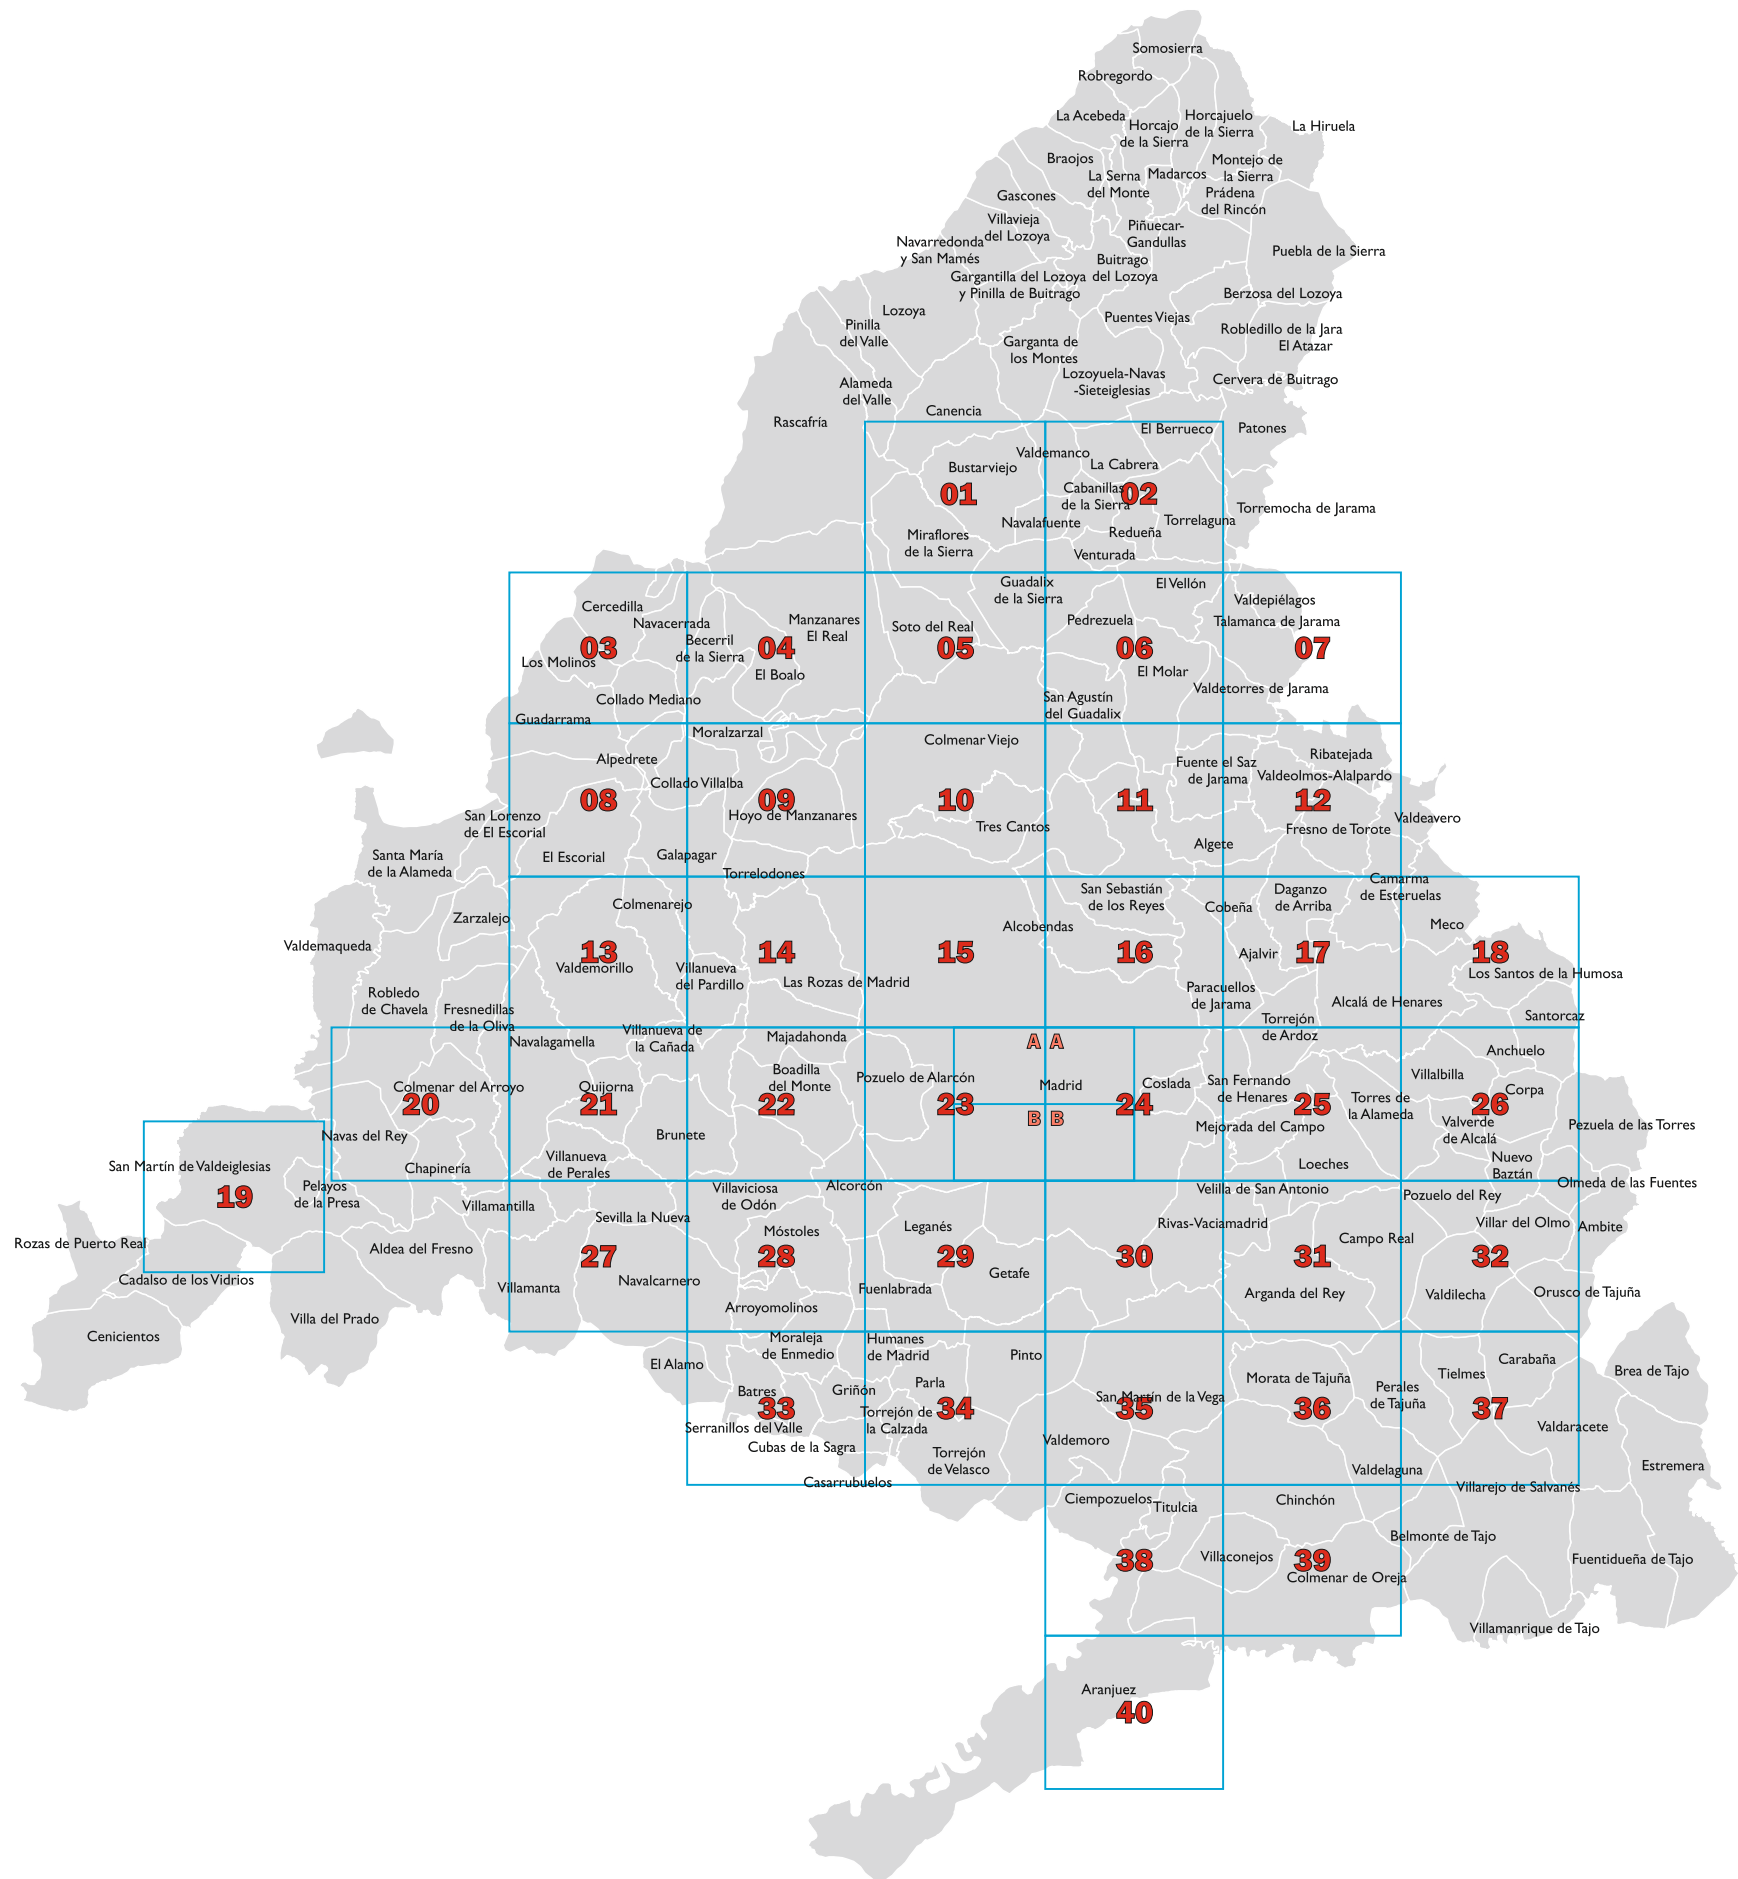 Somosierra
Robregordo
La Acebeda
Horcajo
de la Sierra
Horcajuelo
de la Sierra
La Hiruela
Braojos
La Serna
del Monte
Madarcos
Montejo de
la Sierra
Prádena
del Rincón
Gascones
Villavieja
del Lozoya
Piñuecar-
Gandullas
Navarredonda
y San Mamés
Buitrago
del Lozoya
Puebla de la Sierra
Gargantilla del Lozoya
y Pinilla de Buitrago
Berzosa del Lozoya
Lozoya
Puentes Viejas
Pinilla
del Valle
Robledillo de la Jara
El Atazar
Garganta de
los Montes
Lozoyuela-Navas
-Sieteiglesias
Cervera de Buitrago
Alameda
del Valle
Canencia
Rascafría
El Berrueco
Patones
Valdemanco
Bustarviejo
La Cabrera
01
Cabanillas
de la Sierra
02
Torremocha de Jarama
Navalafuente
Torrelaguna
Redueña
Miraflores
de la Sierra
Venturada
Guadalix
de la Sierra
El Vellón
Cercedilla
Valdepiélagos
Navacerrada
Manzanares
El Real
Soto del Real
Pedrezuela
Talamanca de Jarama
Becerril
de la Sierra
03
04
05
06
07
Los Molinos
El Boalo
El Molar
Collado Mediano
San Agustín
del Guadalix
Valdetorres de Jarama
Guadarrama
Moralzarzal
Colmenar Viejo
Alpedrete
Fuente el Saz
de Jarama
Ribatejada
Valdeolmos-Alalpardo
Collado Villalba
08
09
10
11
12
San Lorenzo
de El Escorial
Hoyo de Manzanares
Tres Cantos
Fresno de Torote
Valdeavero
Algete
Santa María
de la Alameda
El Escorial
Galapagar
Torrelodones
Camarma
de Esteruelas
San Sebastián
de los Reyes
Daganzo
de Arriba
Colmenarejo
Cobeña
Zarzalejo
Alcobendas
Meco
Valdemaqueda
13
14
15
16
Ajalvir
17
18
Valdemorillo
Villanueva
del Pardillo
Las Rozas de Madrid
Los Santos de la Humosa
Robledo
de Chavela
Paracuellos
de Jarama
Alcalá de Henares
Fresnedillas
de la Oliva
Santorcaz
Torrejón
de Ardoz
Navalagamella
Villanueva de
la Cañada
Majadahonda
A A
Anchuelo
Boadilla
del Monte
Pozuelo de Alarcón
Madrid
Coslada
San Fernando
de Henares
Villalbilla
Colmenar del Arroyo
Quijorna
Corpa
20
21
22
23
24
25
Torres de
la Alameda
26
B B
Valverde
de Alcalá
Pezuela de las Torres
Navas del Rey
Brunete
Mejorada del Campo
Villanueva
de Perales
Nuevo
Baztán
San Martín de Valdeiglesias
Chapinería
Loeches
Pelayos
de la Presa
19
Villaviciosa
de Odón
Alcorcón
Velilla de San Antonio
Pozuelo del Rey
Olmeda de las Fuentes
Villamantilla
Sevilla la Nueva
Leganés
Rivas-Vaciamadrid
Villar del Olmo
Ambite
Móstoles
Campo Real
Rozas de Puerto Real
Aldea del Fresno
27
28
29
30
31
32
Cadalso de los Vidrios
Villamanta
Navalcarnero
Fuenlabrada
Getafe
Arganda del Rey
Valdilecha
Orusco de Tajuña
Arroyomolinos
Villa del Prado
Cenicientos
Moraleja
de Enmedio
Humanes
de Madrid
Pinto
El Alamo
Carabaña
Tielmes
Brea de Tajo
Batres
Griñón
Parla
San Martín de la Vega
Morata de Tajuña
Perales
de Tajuña
33
34
35
36
37
Serranillos del Valle
Torrejón de
la Calzada
Valdaracete
Cubas de la Sagra
Valdemoro
Torrejón
de Velasco
Valdelaguna
Estremera
Casarrubuelos
Villarejo de Salvanés
Ciempozuelos
Titulcia
Chinchón
Belmonte de Tajo
38
Villaconejos
39
Fuentidueña de Tajo
Colmenar de Oreja
Villamanrique de Tajo
Aranjuez
40